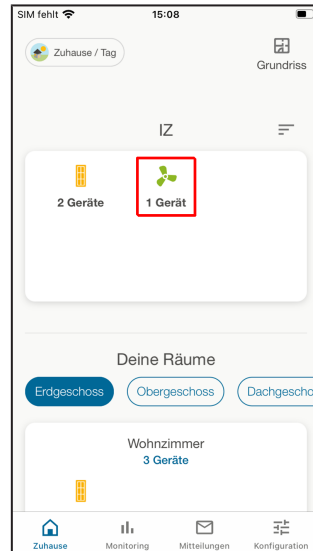 SIM fehlt 15:08
Zuhause / Tag
Grundriss
IZ
2 Geräte 1 Gerät
Deine Räume
Erdgeschoss Obergeschoss Dachgescho
Wohnzimmer
3 Geräte
Zuhause Monitoring Mitteilungen Konfiguration